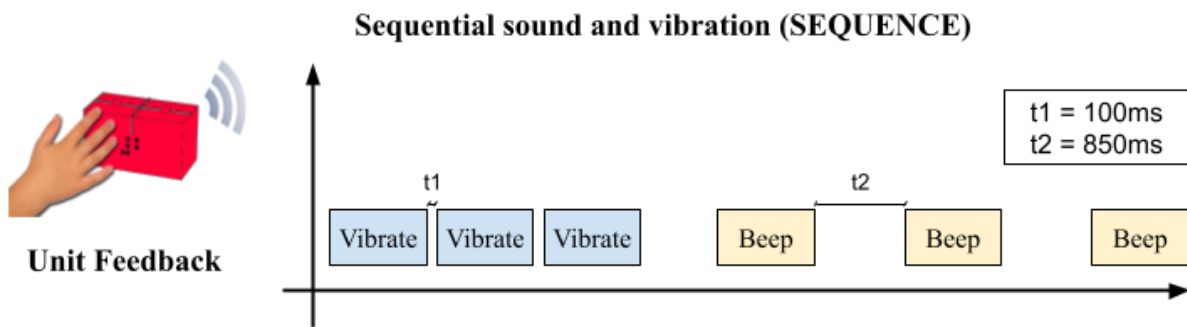 Sequential sound and vibration (SEQUENCE)
t1 = 100ms
t2 = 850ms
t1
t2
Vibrate Vibrate Vibrate Beep Beep Beep
Unit Feedback